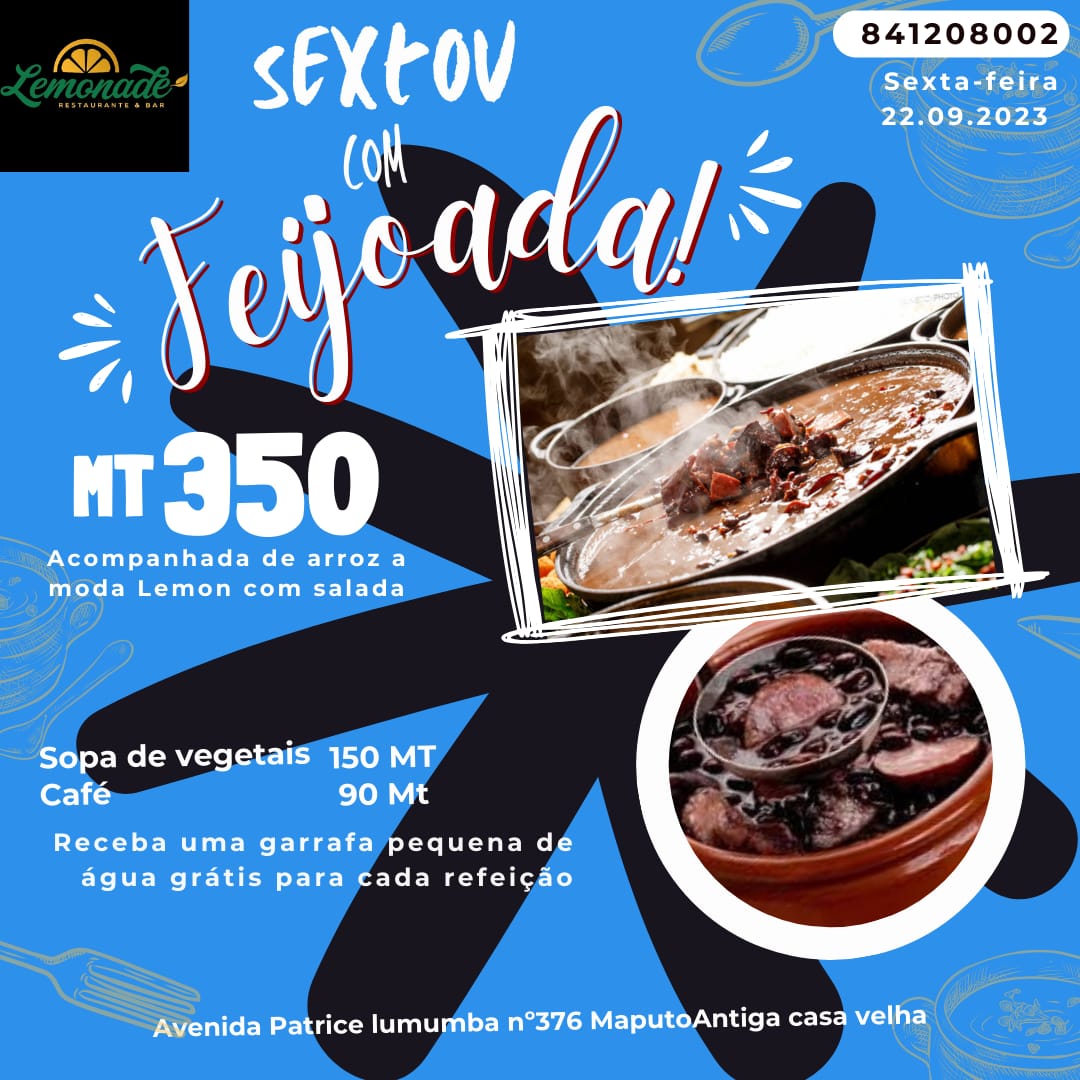 Lemonade
RESTAURANTE & BAR
SEXTOU
COM
Feijoada!
841208002
Sexta-feira
22.09.2023
MT 350
Acompanhada de arroz a
moda Lemon com salada
Sopa de vegetais 150 MT
Café 90 Mt
Receba uma garrafa pequena de
água grátis para cada refeição
Avenida Patrice lumumba nº376 MaputoAntiga casa velha